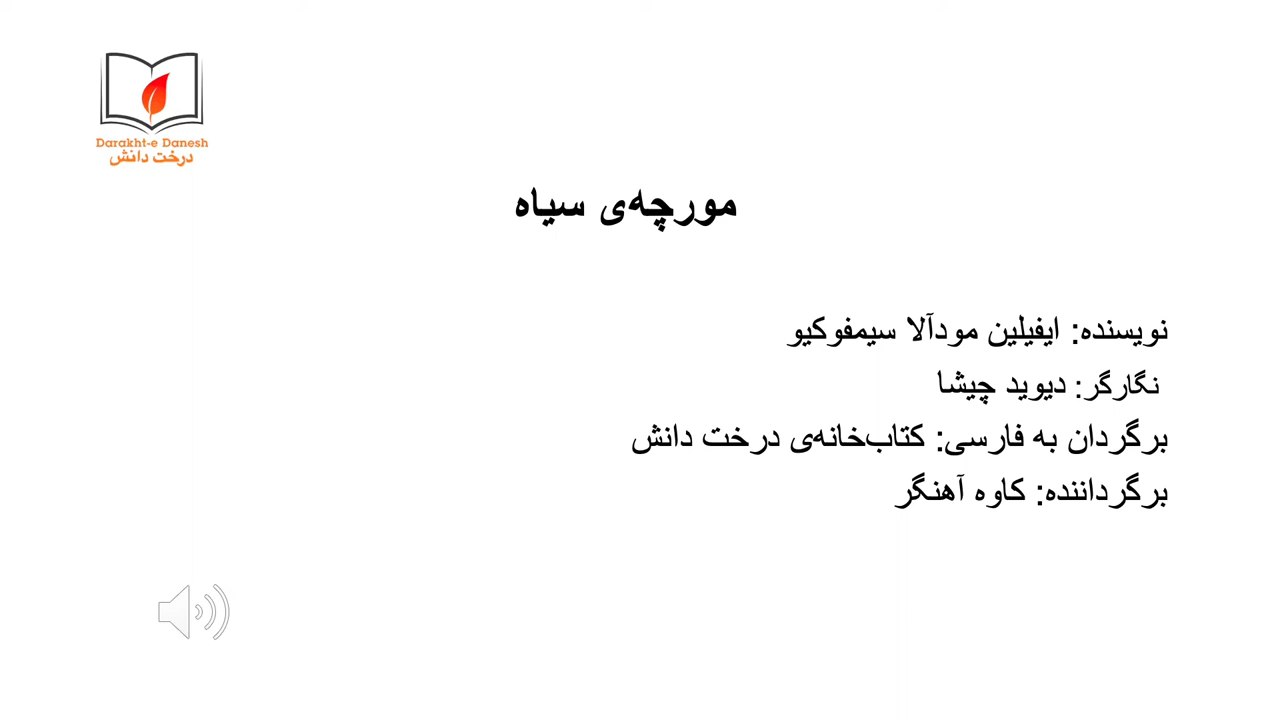 Darakht-e Danesh
درخت دانش
مورچه‌ی سیاه
نویسنده: ایفیلین مودآلا سیمفوکیو
نگارگر: دیوید چیشا
برگردان به فارسی: کتاب‌خانه‌ی درخت دانش
برگرداننده: کاوه آهنگر